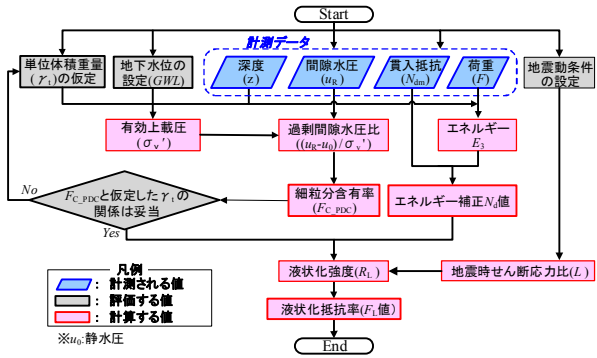 Start
計測データ
単位体積重量
(γt)の仮定
地下水位の
設定(GWL)
深度
(z)
間隙水圧
(uR)
貫入抵抗
(Ndm)
荷重
(F)
地震動条件
の設定
有効上載圧
(σv')
過剰間隙水圧比
((uR-u0)/σv')
エネルギー
E3
No
FC_PDCと仮定したγtの
関係は妥当
Yes
細粒分含有率
(FC_PDC)
エネルギー補正Nd値
液状化強度(RL)
地震時せん断応力比(L)
液状化抵抗率(FL値)
End
凡例
: 計測される値
: 評価する値
: 計算する値
※u0:静水圧